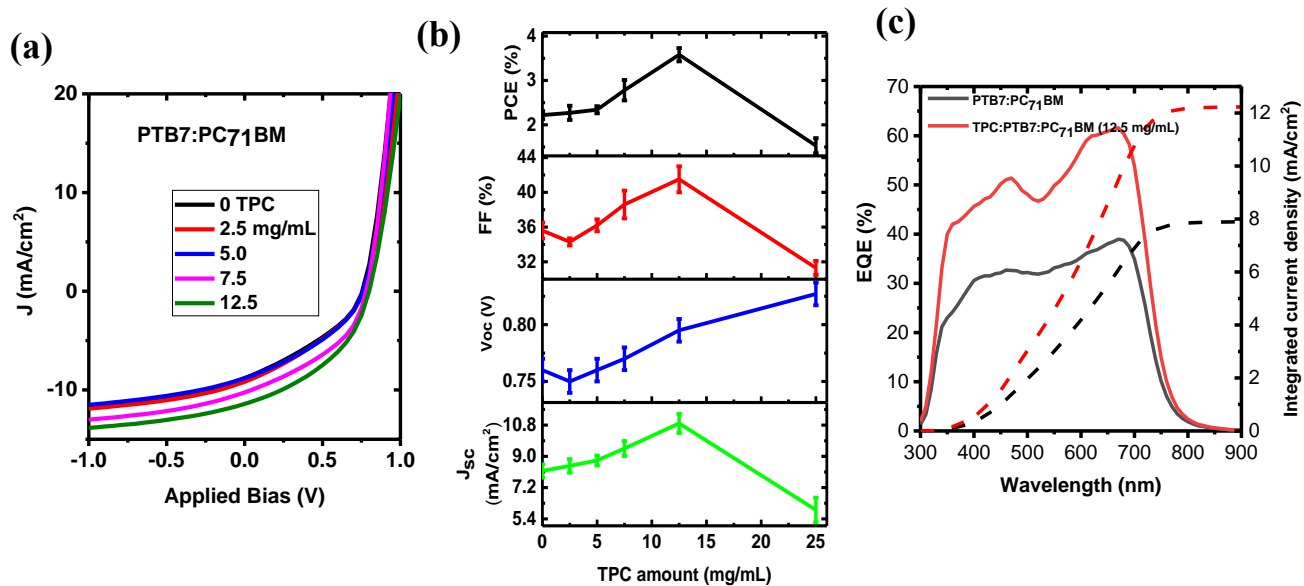 (a)
20
10
0
-10
J (mA/cm²)
PTB7:PC71BM
0 TPC
2.5 mg/mL
5.0
7.5
12.5
-1.0 -0.5 0.0 0.5 1.0
Applied Bias (V)
(b)
4
3
2
PCE (%)
44
40
36
32
FF (%)
0.80
0.75
Voc (V)
10.8
9.0
7.2
5.4
Jsc
(mA/cm²)
0 5 10 15 20 25
TPC amount (mg/mL)
(c)
70
60
50
40
30
20
10
0
EQE (%)
PTB7:PC71BM
TPC:PTB7:PC71BM (12.5 mg/mL)
12
10
8
6
4
2
0
Integrated current density (mA/cm²)
300 400 500 600 700 800 900
Wavelength (nm)